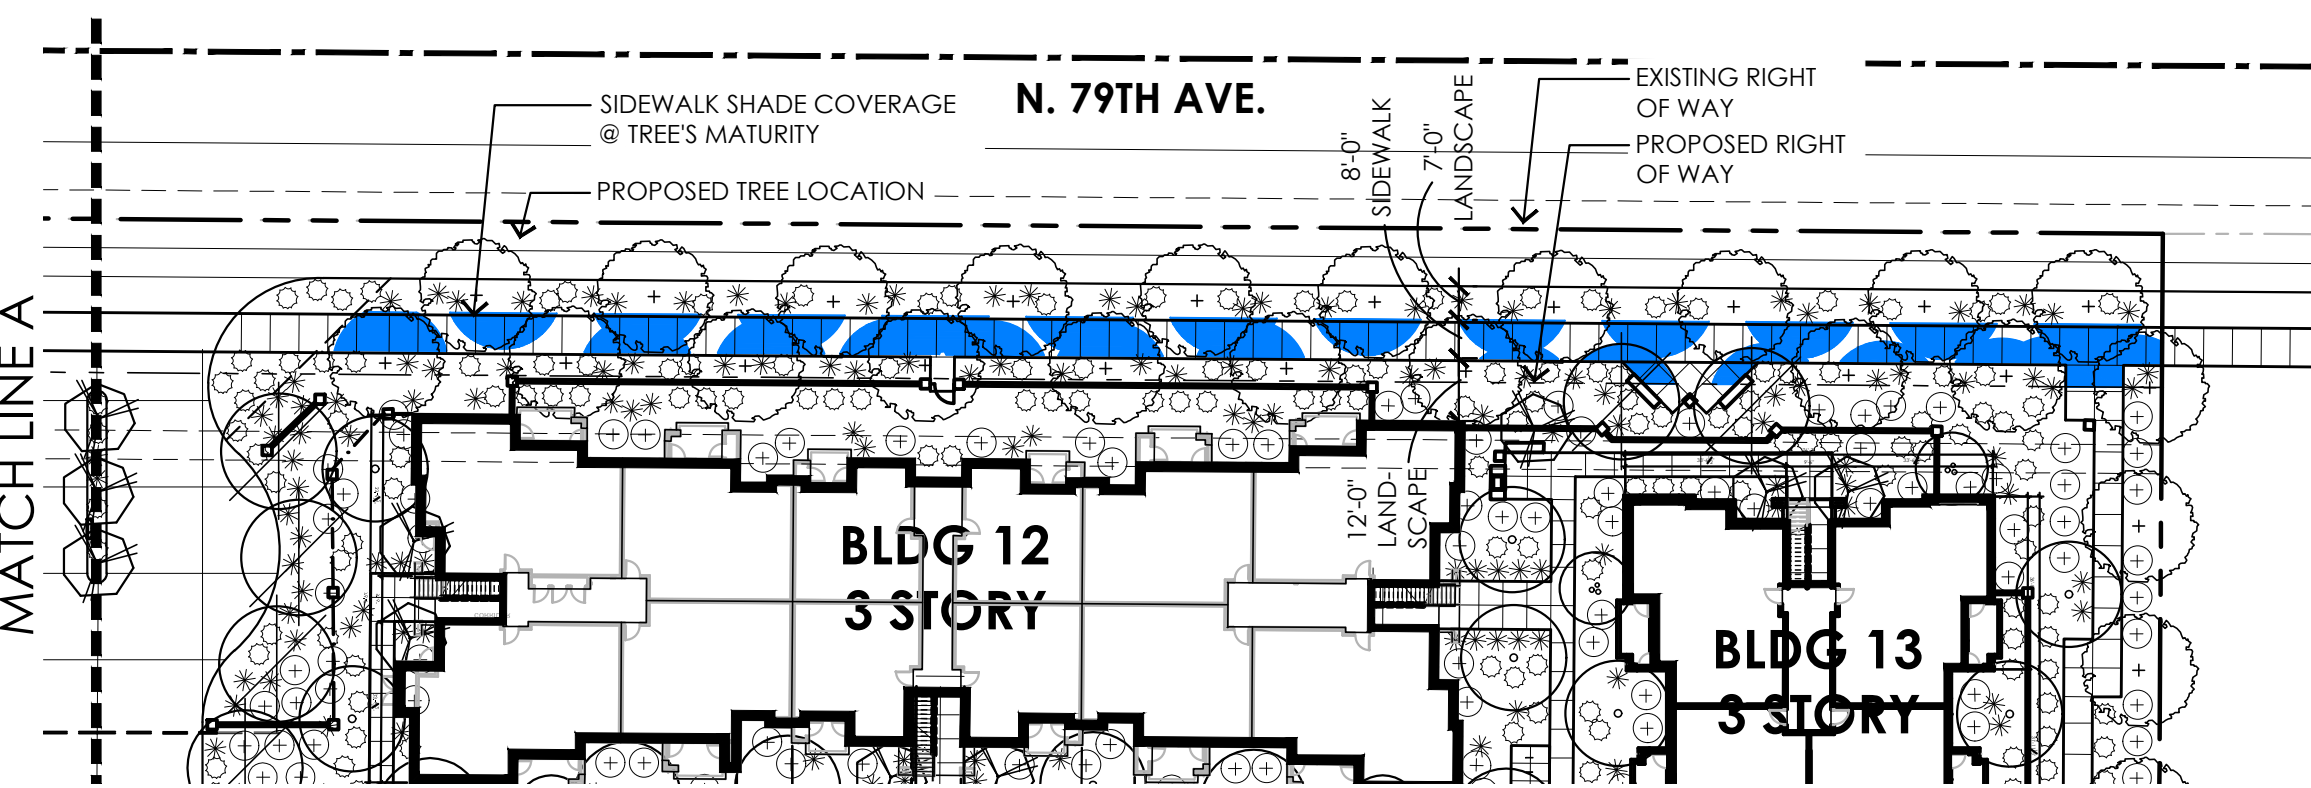 SIDEWALK SHADE COVERAGE
@ TREE'S MATURITY
N. 79TH AVE.
PROPOSED TREE LOCATION
8'-0"
SIDEWALK
7'-0"
LANDSCAPE
EXISTING RIGHT
OF WAY
PROPOSED RIGHT
OF WAY
MATCH LINE A
12'-0"
LAND-
SCAPE
BLDG 12
3 STORY
BLDG 13
3 STORY